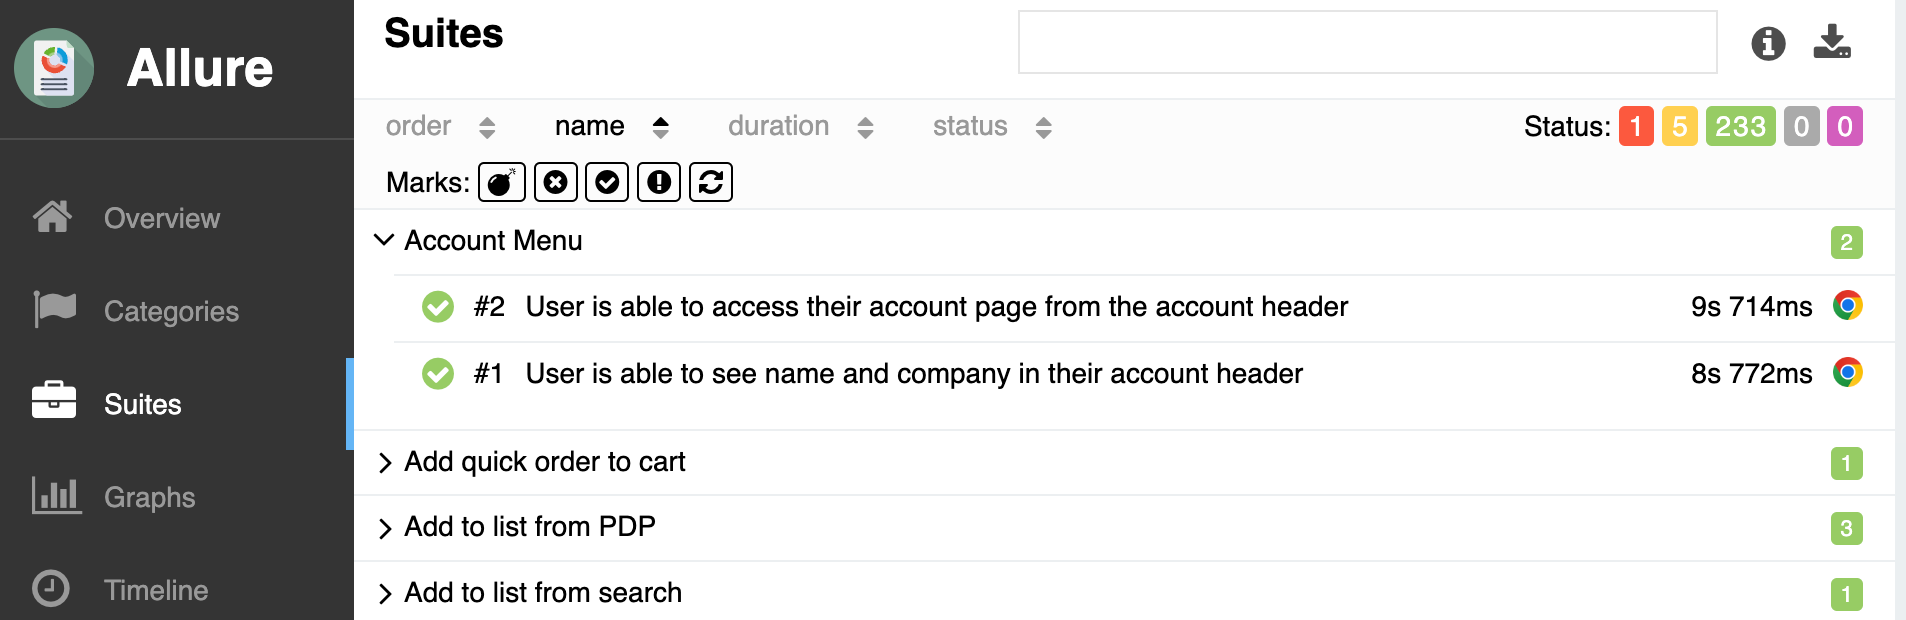 Allure
Overview
Categories
Suites
Graphs
Timeline
Suites
order name duration status
Status: 1 5 233 0 0
Marks:
Account Menu 2
#2 User is able to access their account page from the account header 9s 714ms
#1 User is able to see name and company in their account header 8s 772ms
Add quick order to cart 1
Add to list from PDP 3
Add to list from search 1